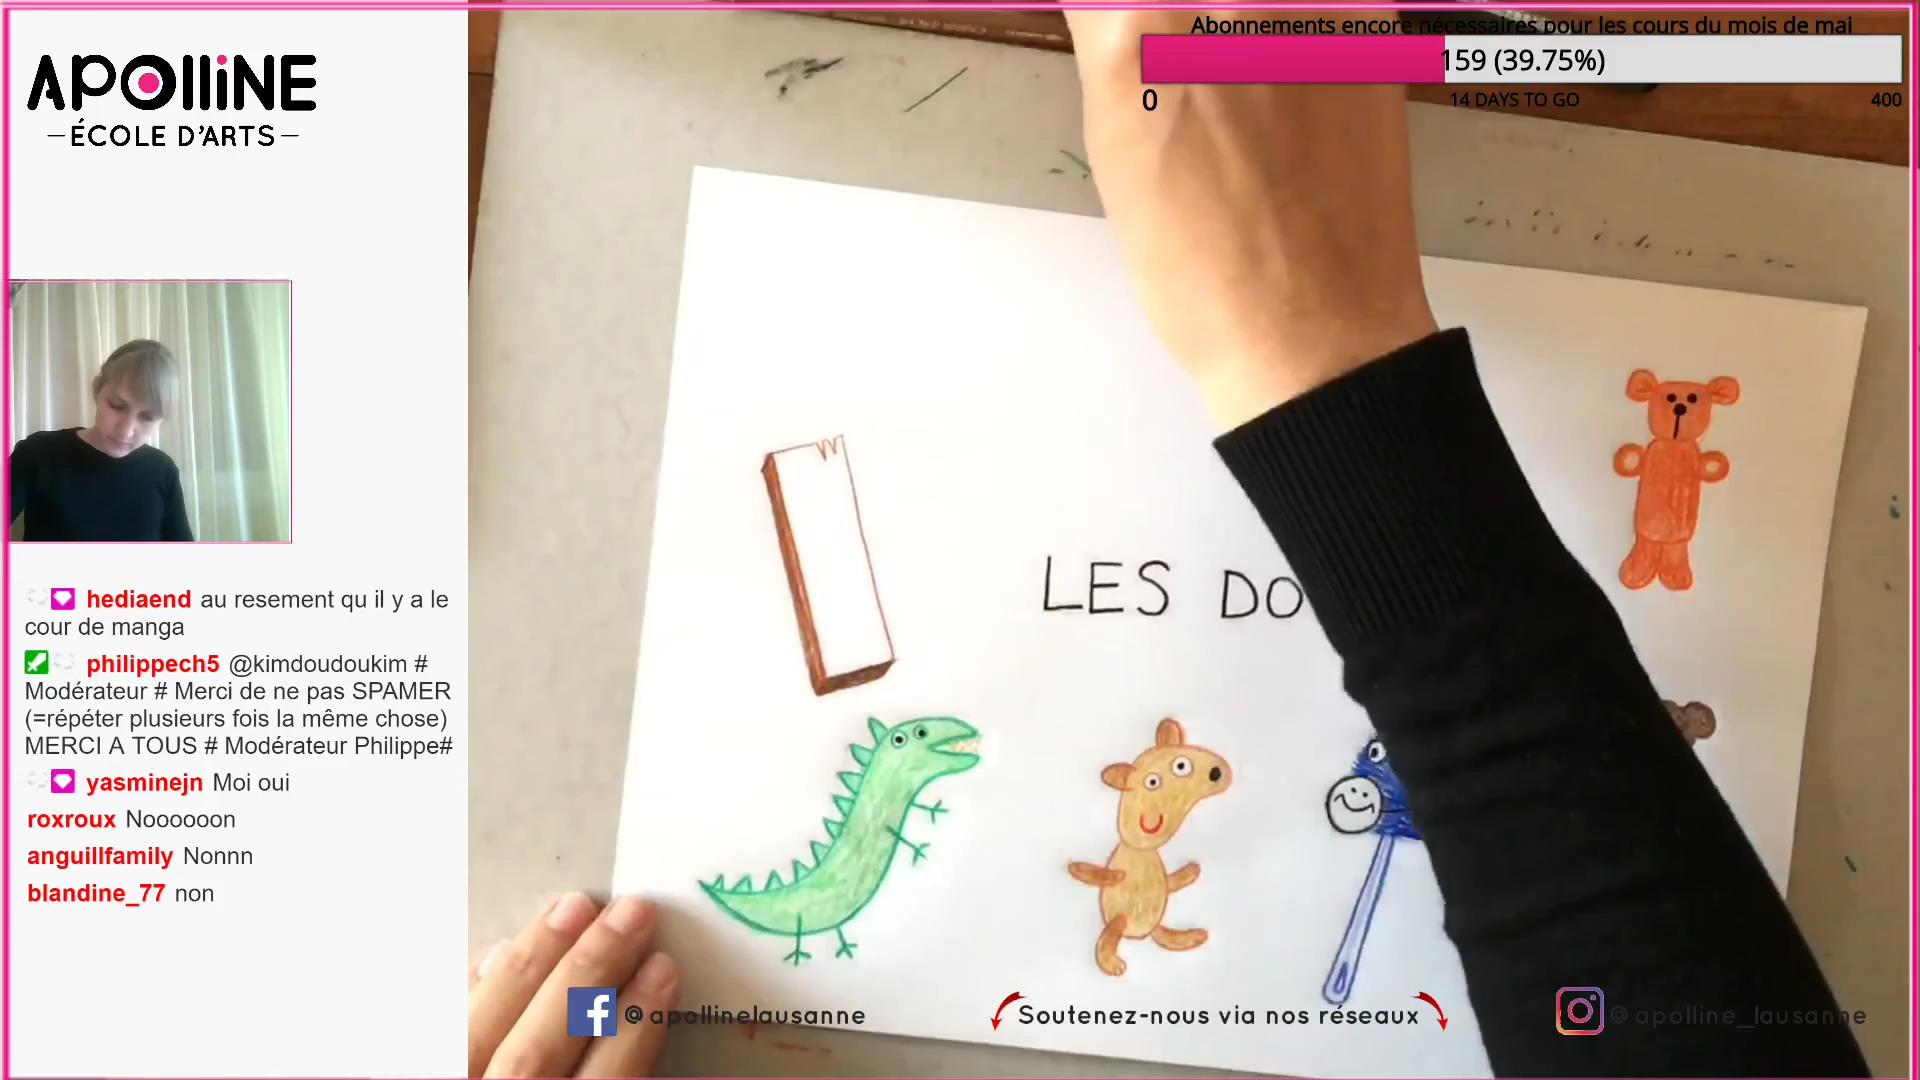 APOLLINE
–ÉCOLE D'ARTS–
Abonnements encore nécessaires pour les cours du mois de mai
159 (39.75%)
0 14 DAYS TO GO 400
LES DO
hediaend au resement qu il y a le
cour de manga
philippech5 @kimdoudoukim #
Modérateur # Merci de ne pas SPAMER
(=répéter plusieurs fois la même chose)
MERCI A TOUS # Modérateur Philippe#
yasminejn Moi oui
roxroux Noooooon
anguillfamily Nonnn
blandine_77 non
@apollinelausanne
Soutenez-nous via nos réseaux
@apolline_lausanne